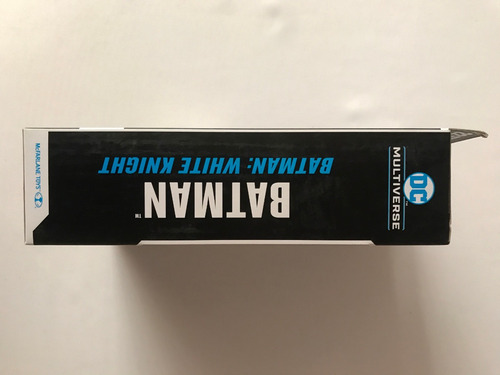 DC
MULTIVERSE
BATMAN™
BATMAN: WHITE KNIGHT
McFARLANE TOYS